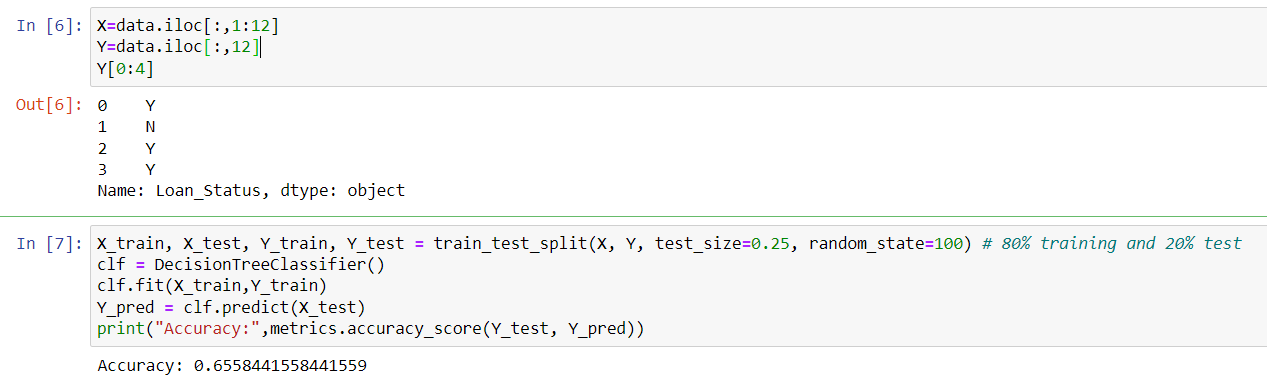 In [6]: X=data.iloc[:,1:12]
Y=data.iloc[:,12]
Y[0:4]
Out[6]: 0 Y
1 N
2 Y
3 Y
Name: Loan_Status, dtype: object
In [7]: X_train, X_test, Y_train, Y_test = train_test_split(X, Y, test_size=0.25, random_state=100) # 80% training and 20% test
clf = DecisionTreeClassifier()
clf.fit(X_train,Y_train)
Y_pred = clf.predict(X_test)
print("Accuracy:",metrics.accuracy_score(Y_test, Y_pred))
Accuracy: 0.6558441558441559